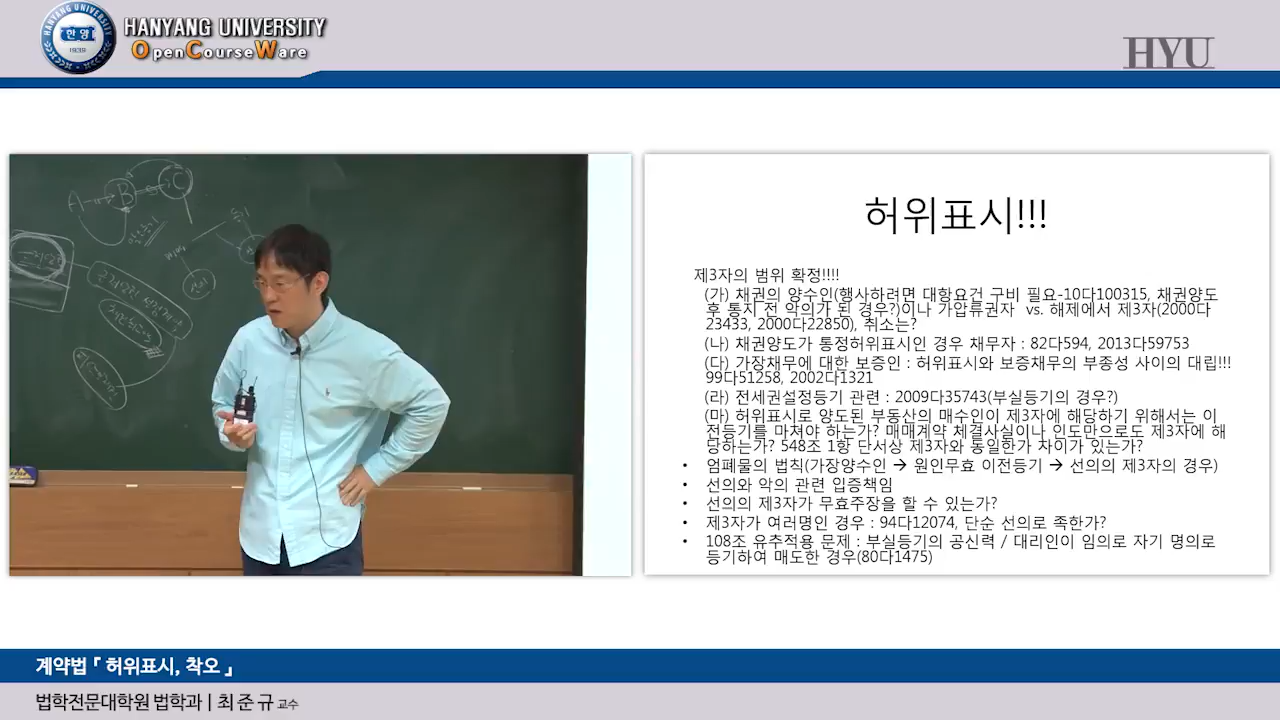 HANYANG UNIVERSITY
OpenCourseWare
HANYANG UNIVERSITY
한양
1939
HYU
A
B
C
허위표시!!!
제3자의 범위 확정!!!!
(가) 채권의 양수인(행사하려면 대항요건 구비 필요-10다100315, 채권양도
후 통지 전 악의가 된 경우?)이나 가압류권자 vs. 해제에서 제3자(2000다
23433, 2000다22850), 취소는?
(나) 채권양도가 통정허위표시인 경우 채무자 : 82다594, 2013다59753
(다) 가장채무에 대한 보증인 : 허위표시와 보증채무의 부종성 사이의 대립!!!
99다51258, 2002다1321
(라) 전세권설정등기 관련 : 2009다35743(부실등기의 경우?)
(마) 허위표시로 양도된 부동산의 매수인이 제3자에 해당하기 위해서는 이
전등기를 마쳐야 하는가? 매매계약 체결사실이나 인도만으로도 제3자에 해
당하는가? 548조 1항 단서상 제3자와 동일한가 차이가 있는가?
• 엄폐물의 법칙(가장양수인 → 원인무효 이전등기 → 선의의 제3자의 경우)
• 선의와 악의 관련 입증책임
• 선의의 제3자가 무효주장을 할 수 있는가?
• 제3자가 여러명인 경우 : 94다12074, 단순 선의로 족한가?
• 108조 유추적용 문제 : 부실등기의 공신력 / 대리인이 임의로 자기 명의로
등기하여 매도한 경우(80다1475)
계약법 『 허위표시, 착오 』
법학전문대학원 법학과 | 최준규 교수